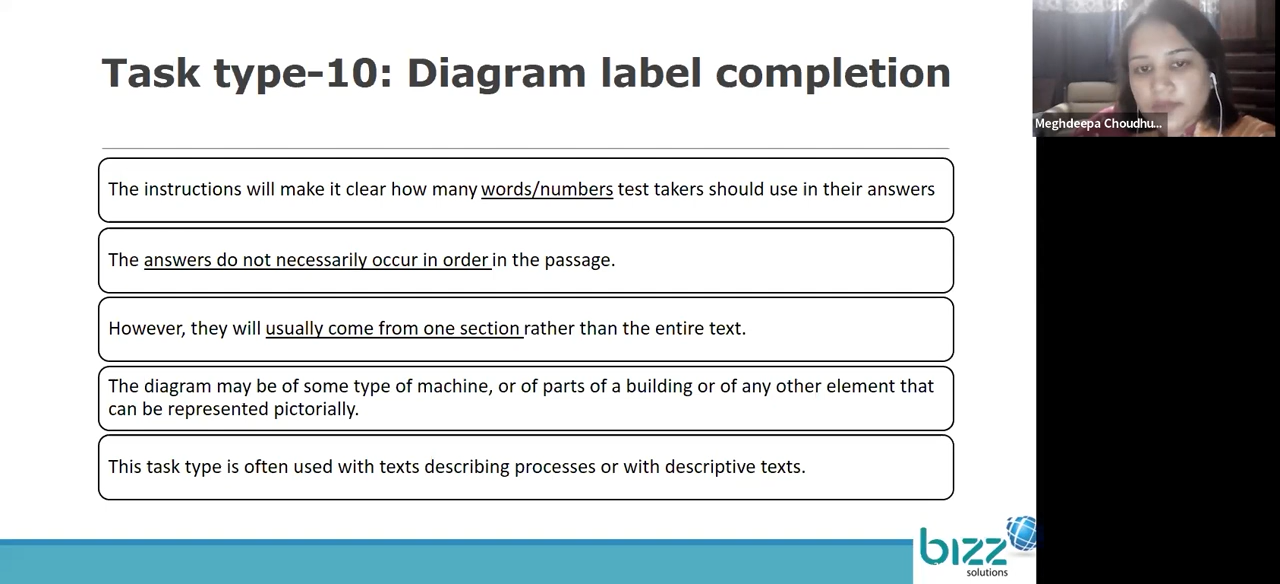 Task type-10: Diagram label completion
Meghdeepa Choudhu...
The instructions will make it clear how many words/numbers test takers should use in their answers
The answers do not necessarily occur in order in the passage.
However, they will usually come from one section rather than the entire text.
The diagram may be of some type of machine, or of parts of a building or of any other element that
can be represented pictorially.
This task type is often used with texts describing processes or with descriptive texts.
bizz
solutions